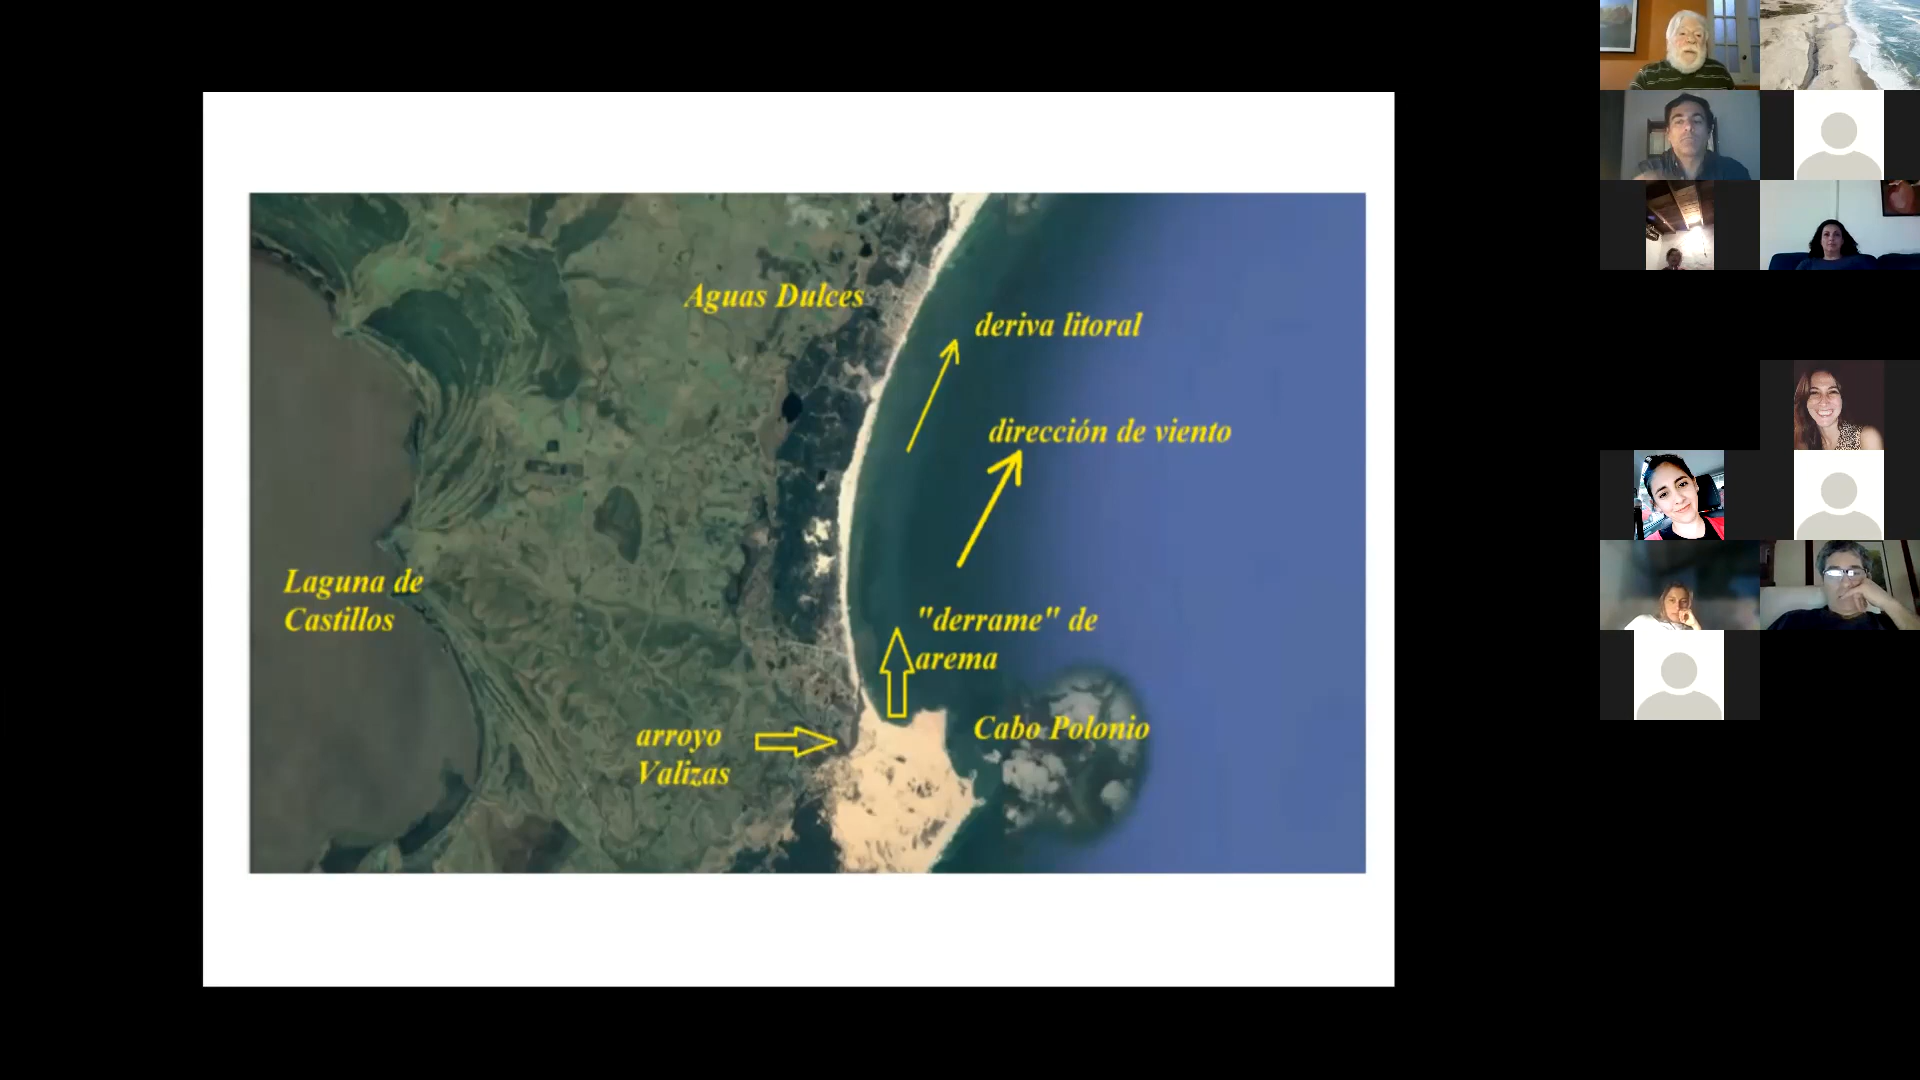 Aguas Dulces
deriva litoral
dirección de viento
Laguna de
Castillos
"derrame" de
arema
Cabo Polonio
arroyo
Valizas